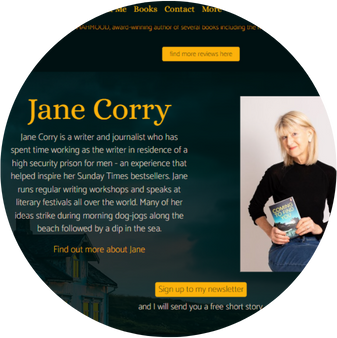 Me Books Contact More
award-winning author of several books including the
find more reviews here
Jane Corry
Jane Corry is a writer and journalist who has
spent time working as the writer in residence of a
high security prison for men - an experience that
helped inspire her Sunday Times bestsellers. Jane
runs regular writing workshops and speaks at
literary festivals all over the world. Many of her
ideas strike during morning dog-jogs along the
beach followed by a dip in the sea.
Find out more about Jane
COMING
Sign up to my newsletter
and I will send you a free short story